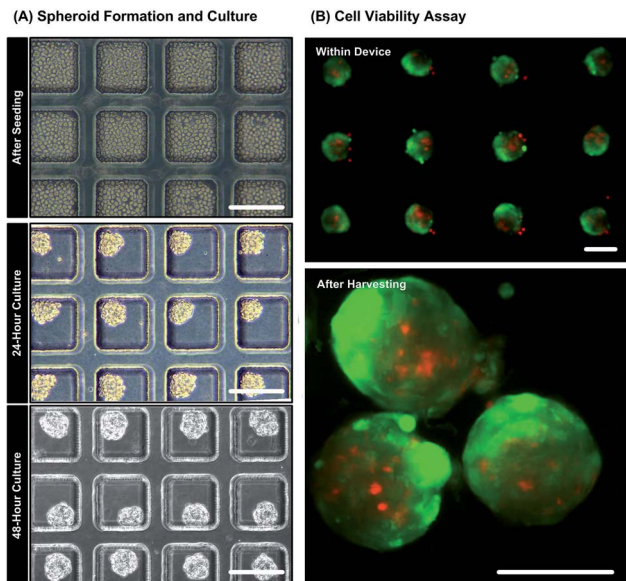 (A) Spheroid Formation and Culture
After Seeding
24-Hour Culture
48-Hour Culture
(B) Cell Viability Assay
Within Device
After Harvesting